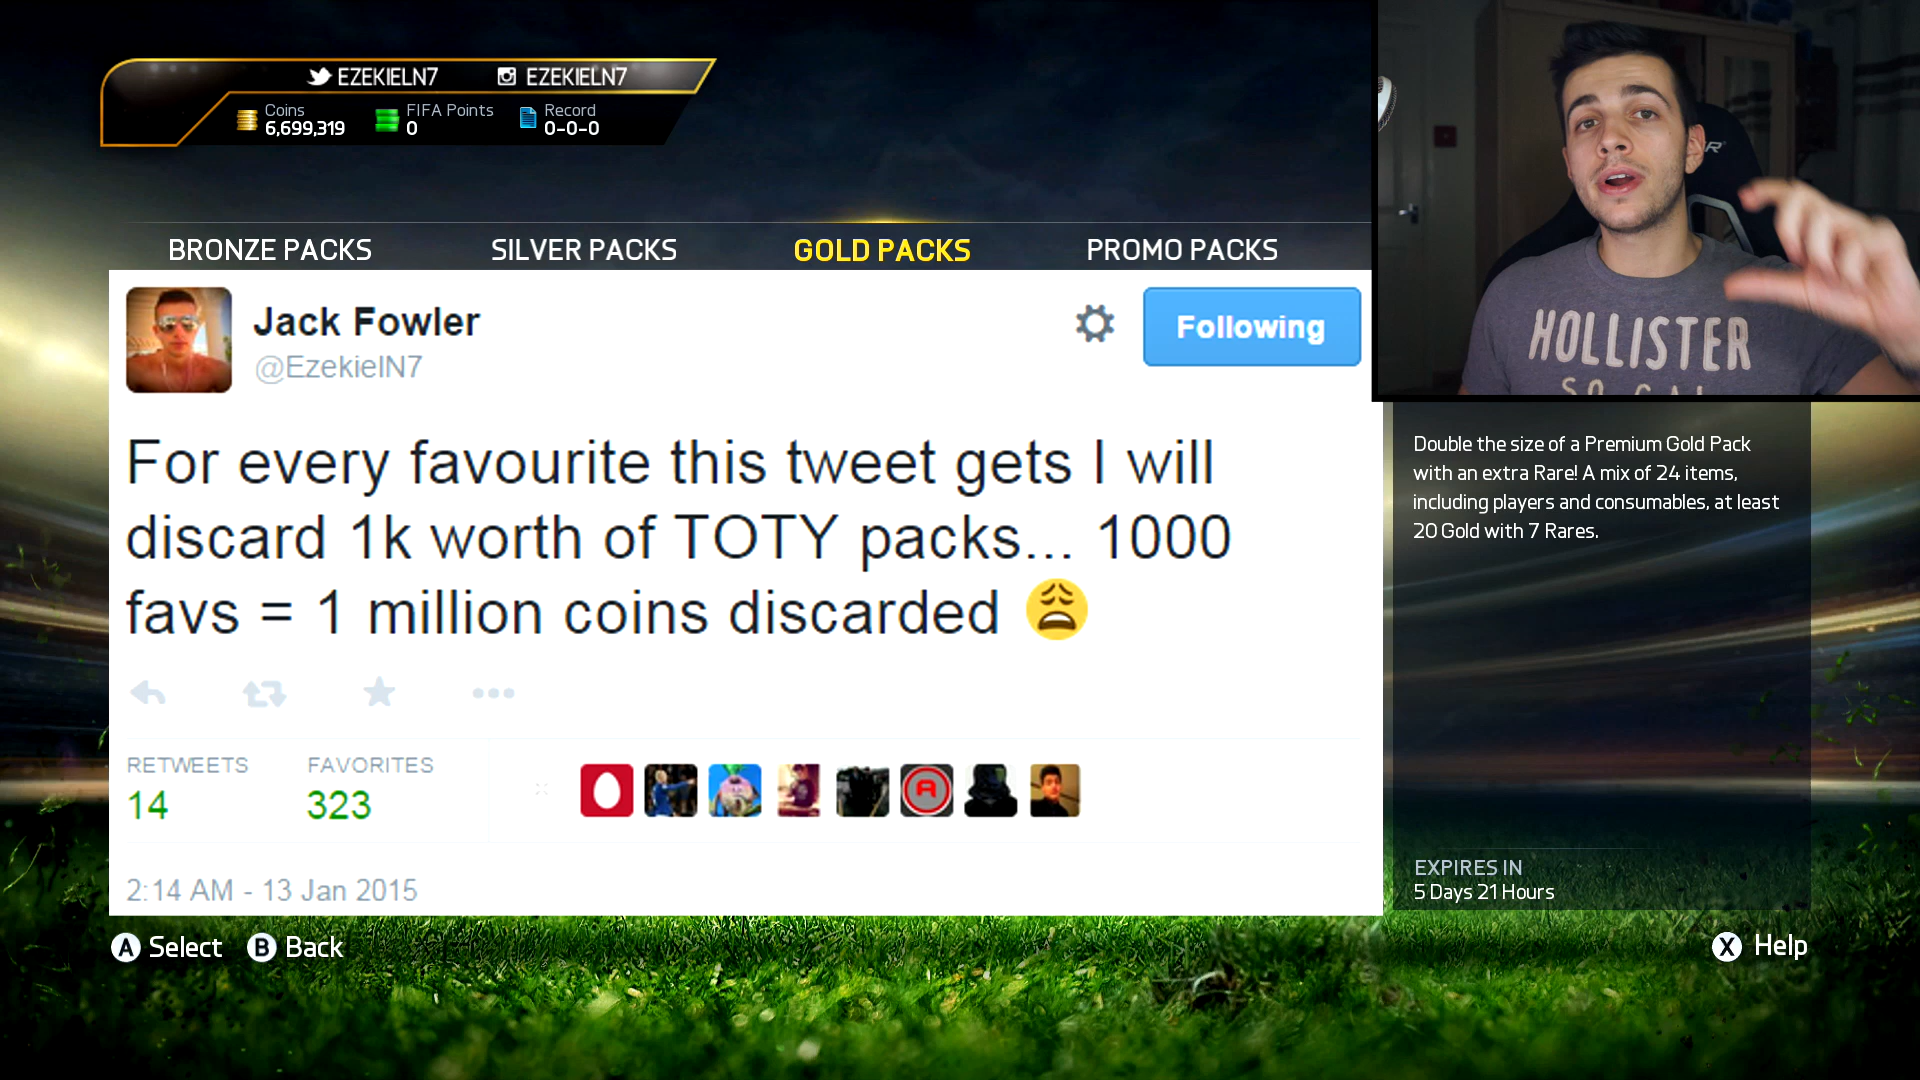 EZEKIELN7 EZEKIELN7
Coins FIFA Points Record
6,699,319 0 0-0-0
BRONZE PACKS SILVER PACKS GOLD PACKS PROMO PACKS
Jack Fowler
@EzekielN7
Following
For every favourite this tweet gets I will
discard 1k worth of TOTY packs... 1000
favs = 1 million coins discarded 😩
RETWEETS FAVORITES
14 323
A
2:14 AM - 13 Jan 2015
R
HOLLISTER
SO CAL
Double the size of a Premium Gold Pack
with an extra Rare! A mix of 24 items,
including players and consumables, at least
20 Gold with 7 Rares.
EXPIRES IN
5 Days 21 Hours
A Select B Back
X Help